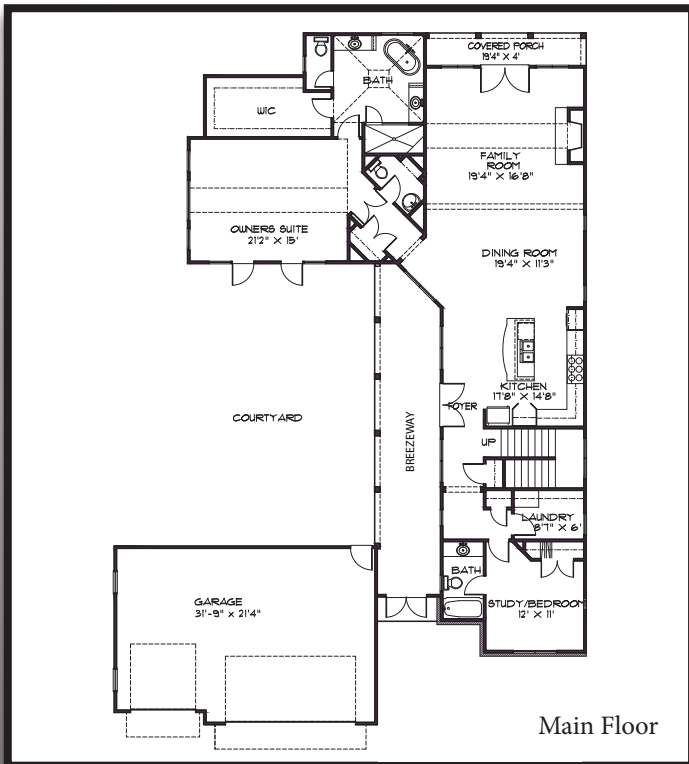 COVERED PORCH
19'4" X 4'
BATH
WIC
FAMILY
ROOM
19'4" X 16'8"
OWNERS SUITE
21'2" X 15'
DINING ROOM
19'4" X 11'3"
KITCHEN
17'8" X 14'8"
FOYER
COURTYARD
BREEZEWAY
UP
LAUNDRY
8'7" X 6'
BATH
STUDY/BEDROOM
12' X 11'
GARAGE
31'-9" x 21'4"
Main Floor